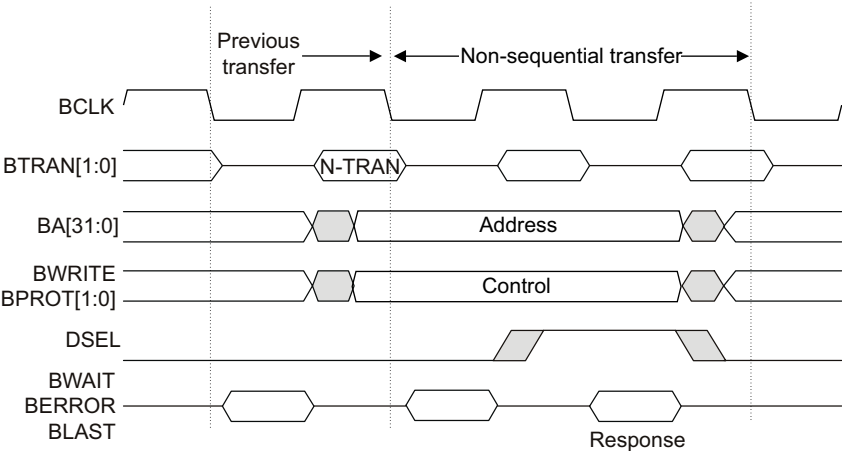 Previous
transfer
Non-sequential transfer
BCLK
BTRAN[1:0]
N-TRAN
BA[31:0]
Address
BWRITE
BPROT[1:0]
Control
DSEL
BWAIT
BERROR
BLAST
Response